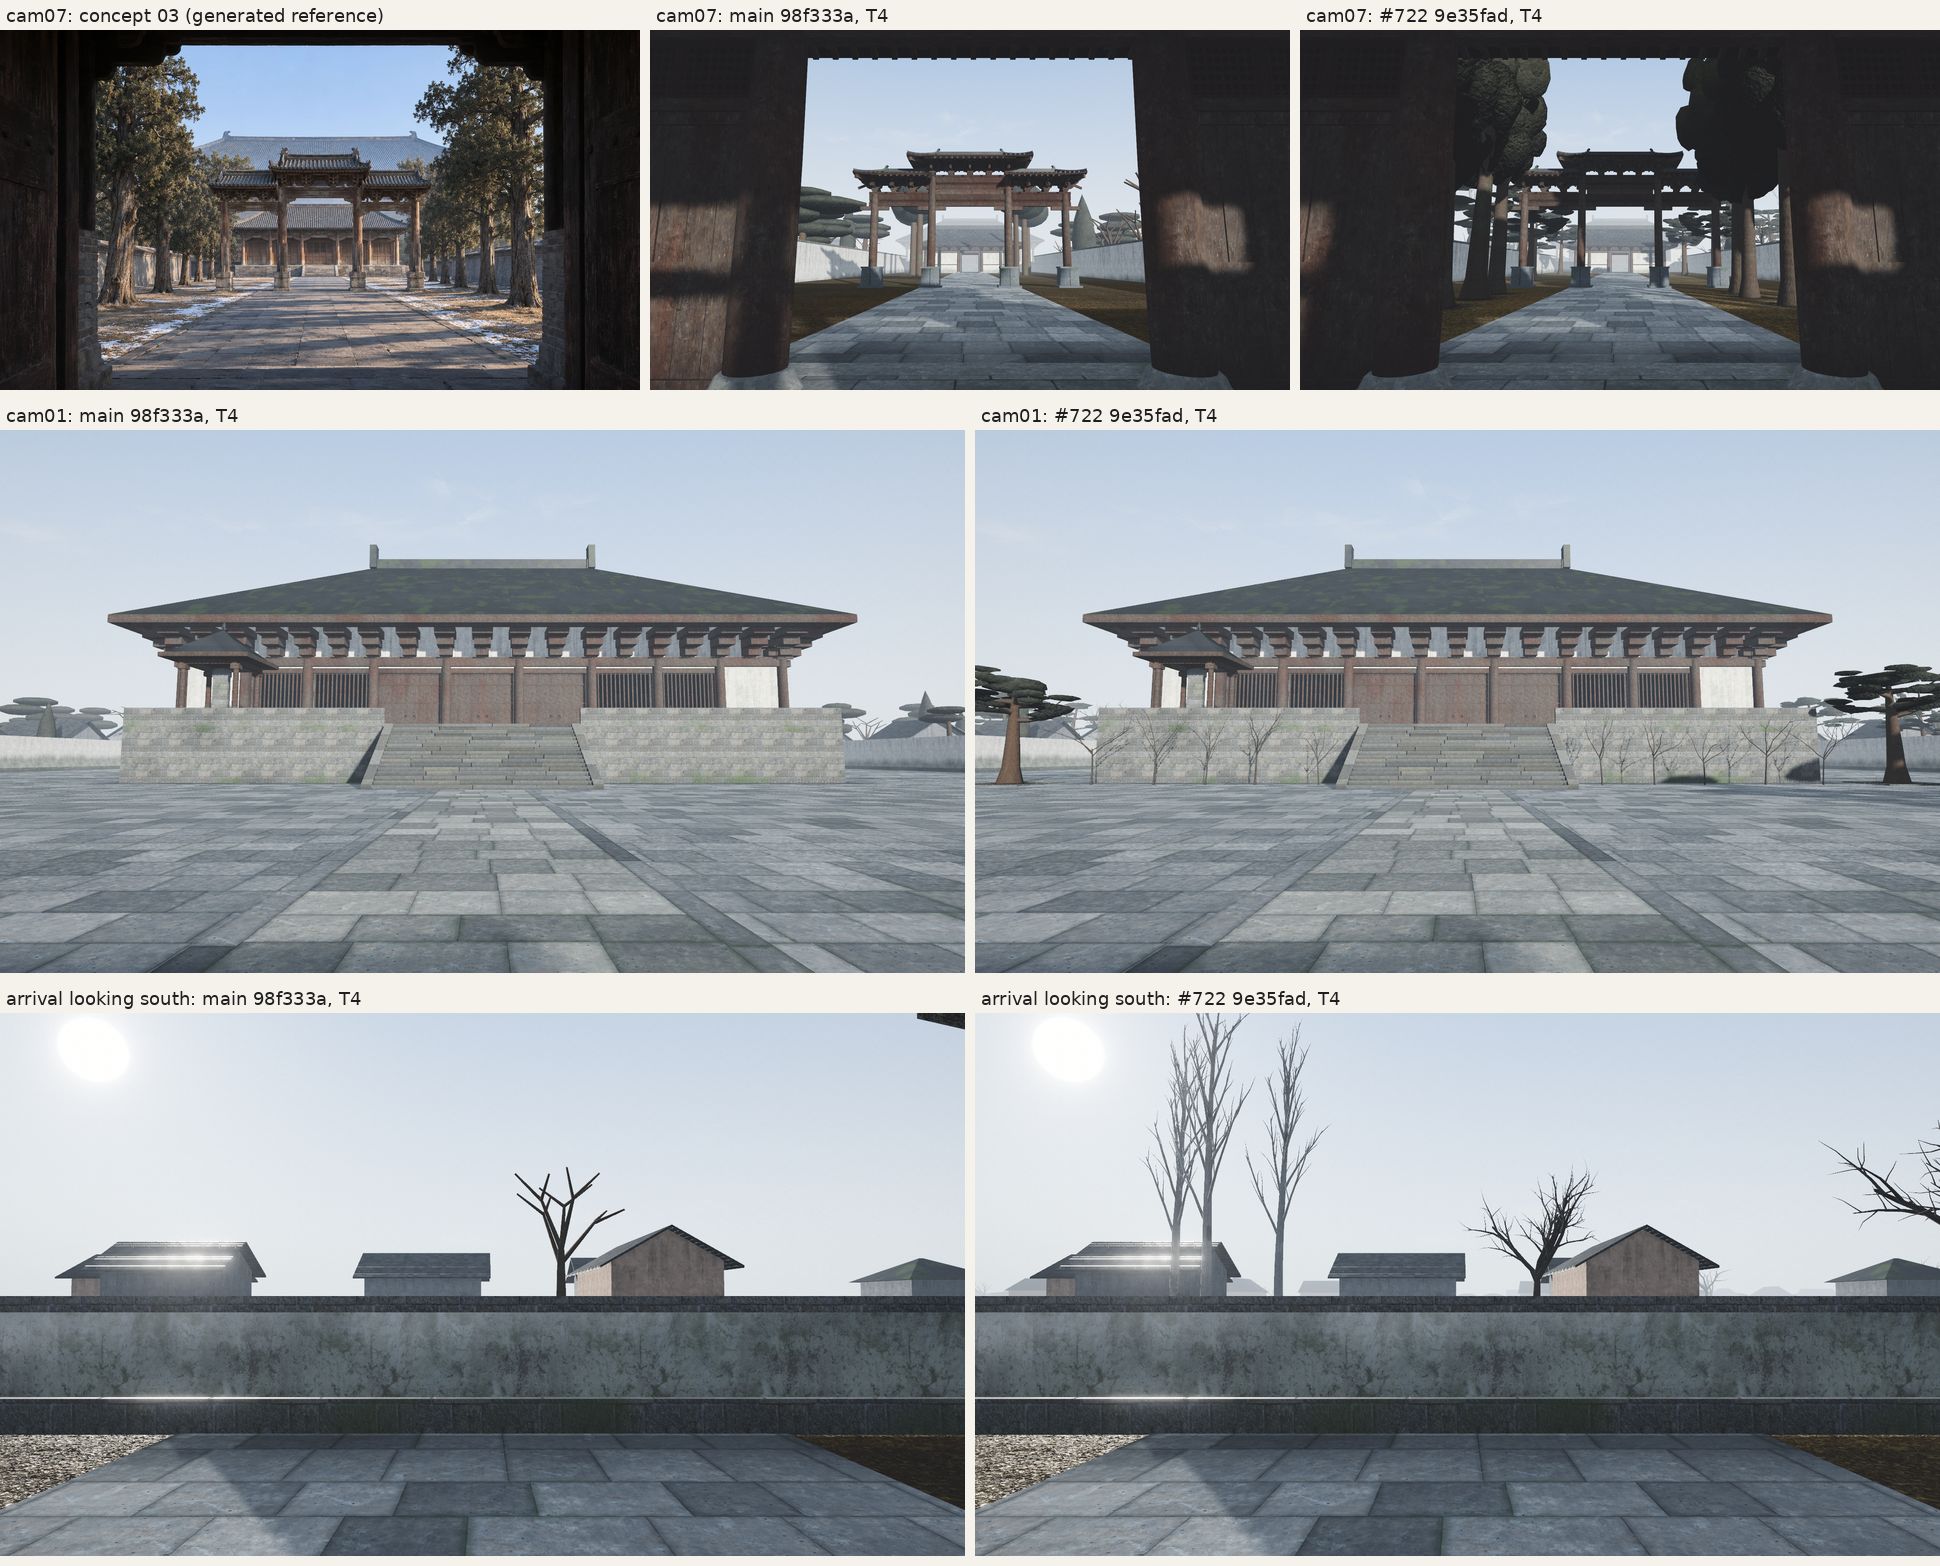 cam07: concept 03 (generated reference)
cam07: main 98f333a, T4
cam07: #722 9e35fad, T4
cam01: main 98f333a, T4
cam01: #722 9e35fad, T4
arrival looking south: main 98f333a, T4
arrival looking south: #722 9e35fad, T4